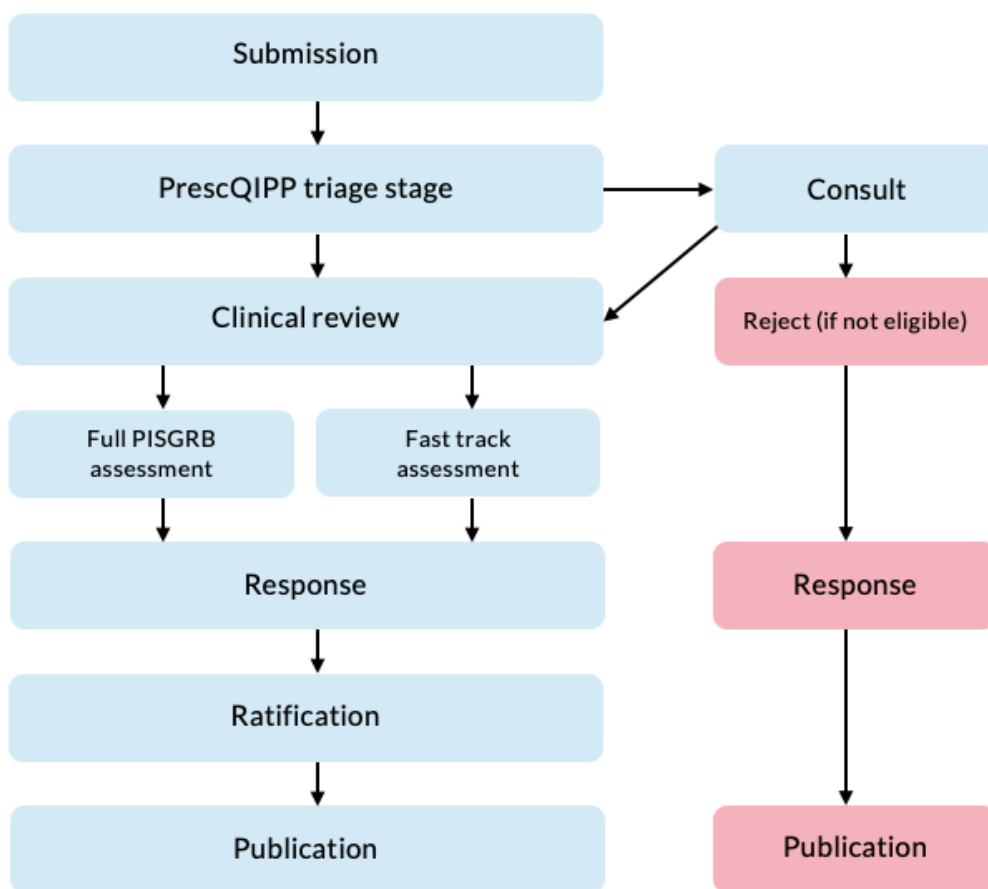 Submission
PrescQIPP triage stage
Consult
Clinical review
Reject (if not eligible)
Full PISGRB
assessment
Fast track
assessment
Response
Response
Ratification
Publication
Publication